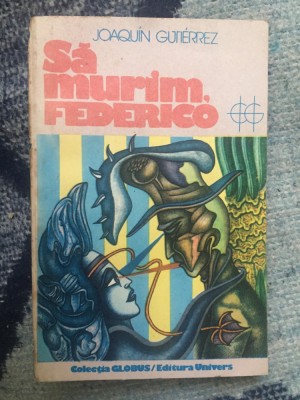 JOAQUÍN GUTIÉRREZ
Să
murim,
FEDERICO
Colecția GLOBUS / Editura Univers